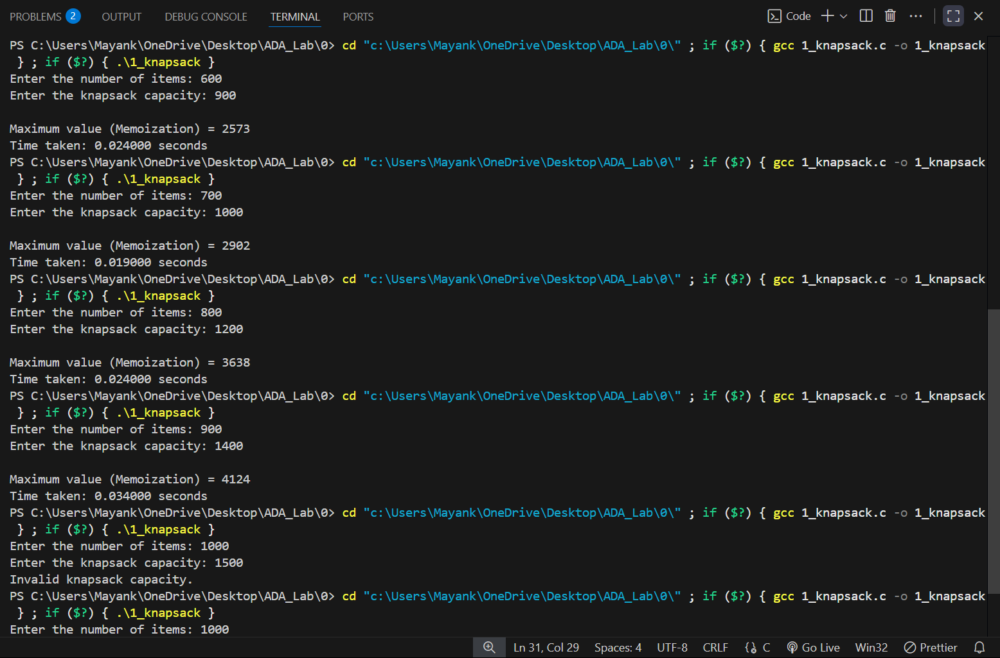 PROBLEMS 2 OUTPUT DEBUG CONSOLE TERMINAL PORTS Code
PS C:\Users\Mayank\OneDrive\Desktop\ADA_Lab\0> cd "c:\Users\Mayank\OneDrive\Desktop\ADA_Lab\0\" ; if ($?) { gcc 1_knapsack.c -o 1_knapsack
 } ; if ($?) { .\1_knapsack }
Enter the number of items: 600
Enter the knapsack capacity: 900

Maximum value (Memoization) = 2573
Time taken: 0.024000 seconds
PS C:\Users\Mayank\OneDrive\Desktop\ADA_Lab\0> cd "c:\Users\Mayank\OneDrive\Desktop\ADA_Lab\0\" ; if ($?) { gcc 1_knapsack.c -o 1_knapsack
 } ; if ($?) { .\1_knapsack }
Enter the number of items: 700
Enter the knapsack capacity: 1000

Maximum value (Memoization) = 2902
Time taken: 0.019000 seconds
PS C:\Users\Mayank\OneDrive\Desktop\ADA_Lab\0> cd "c:\Users\Mayank\OneDrive\Desktop\ADA_Lab\0\" ; if ($?) { gcc 1_knapsack.c -o 1_knapsack
 } ; if ($?) { .\1_knapsack }
Enter the number of items: 800
Enter the knapsack capacity: 1200

Maximum value (Memoization) = 3638
Time taken: 0.024000 seconds
PS C:\Users\Mayank\OneDrive\Desktop\ADA_Lab\0> cd "c:\Users\Mayank\OneDrive\Desktop\ADA_Lab\0\" ; if ($?) { gcc 1_knapsack.c -o 1_knapsack
 } ; if ($?) { .\1_knapsack }
Enter the number of items: 900
Enter the knapsack capacity: 1400

Maximum value (Memoization) = 4124
Time taken: 0.034000 seconds
PS C:\Users\Mayank\OneDrive\Desktop\ADA_Lab\0> cd "c:\Users\Mayank\OneDrive\Desktop\ADA_Lab\0\" ; if ($?) { gcc 1_knapsack.c -o 1_knapsack
 } ; if ($?) { .\1_knapsack }
Enter the number of items: 1000
Enter the knapsack capacity: 1500
Invalid knapsack capacity.
PS C:\Users\Mayank\OneDrive\Desktop\ADA_Lab\0> cd "c:\Users\Mayank\OneDrive\Desktop\ADA_Lab\0\" ; if ($?) { gcc 1_knapsack.c -o 1_knapsack
 } ; if ($?) { .\1_knapsack }
Enter the number of items: 1000
Ln 31, Col 29 Spaces: 4 UTF-8 CRLF C Go Live Win32 Prettier